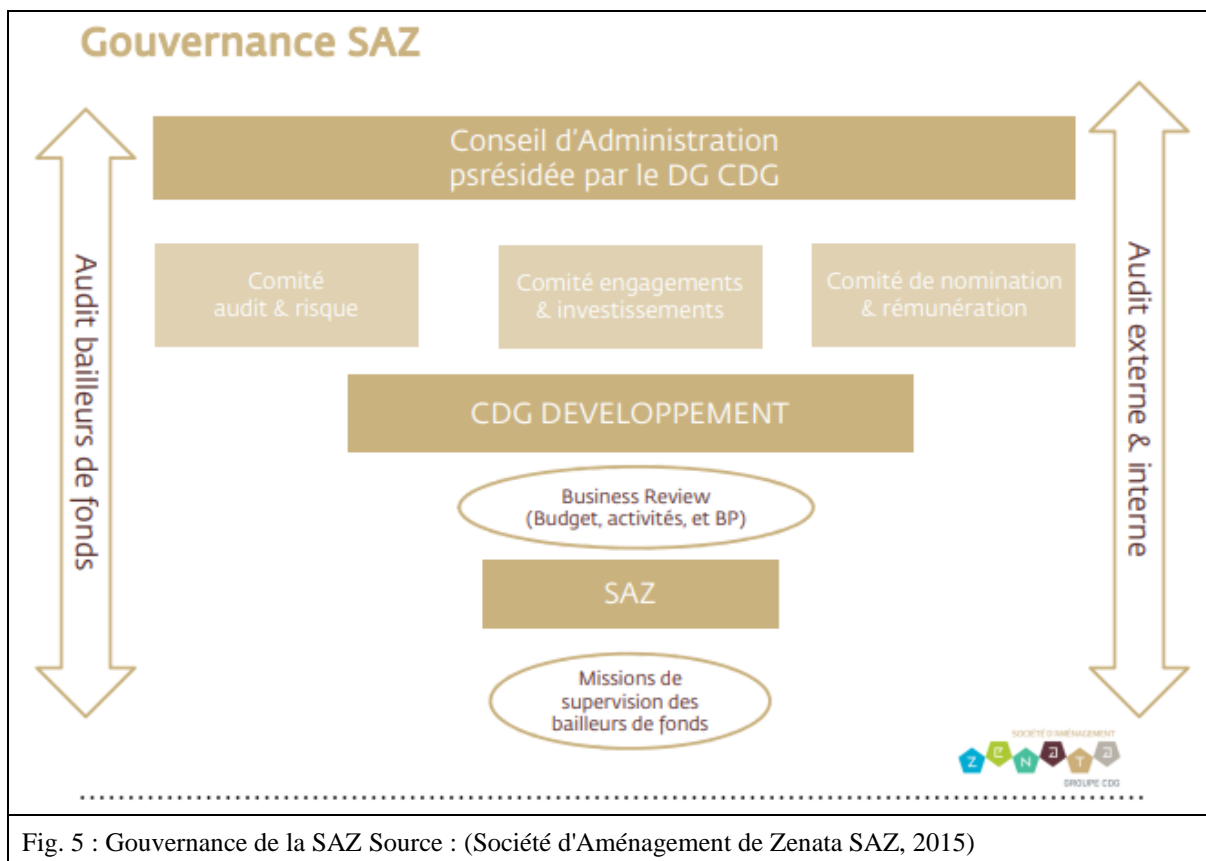 Gouvernance SAZ
Audit bailleurs de fonds
Conseil d'Administration
psrésidée par le DG CDG
Comité
audit & risque
Comité engagements
& investissements
Comité de nomination
& rémunération
CDG DEVELOPPEMENT
Business Review
(Budget, activités, et BP)
SAZ
Missions de
supervision des
bailleurs de fonds
Audit externe & interne
SOCIÉTÉ D'AMÉNAGEMENT
ZENATA
GROUPE CDG
Fig. 5 : Gouvernance de la SAZ Source : (Société d'Aménagement de Zenata SAZ, 2015)